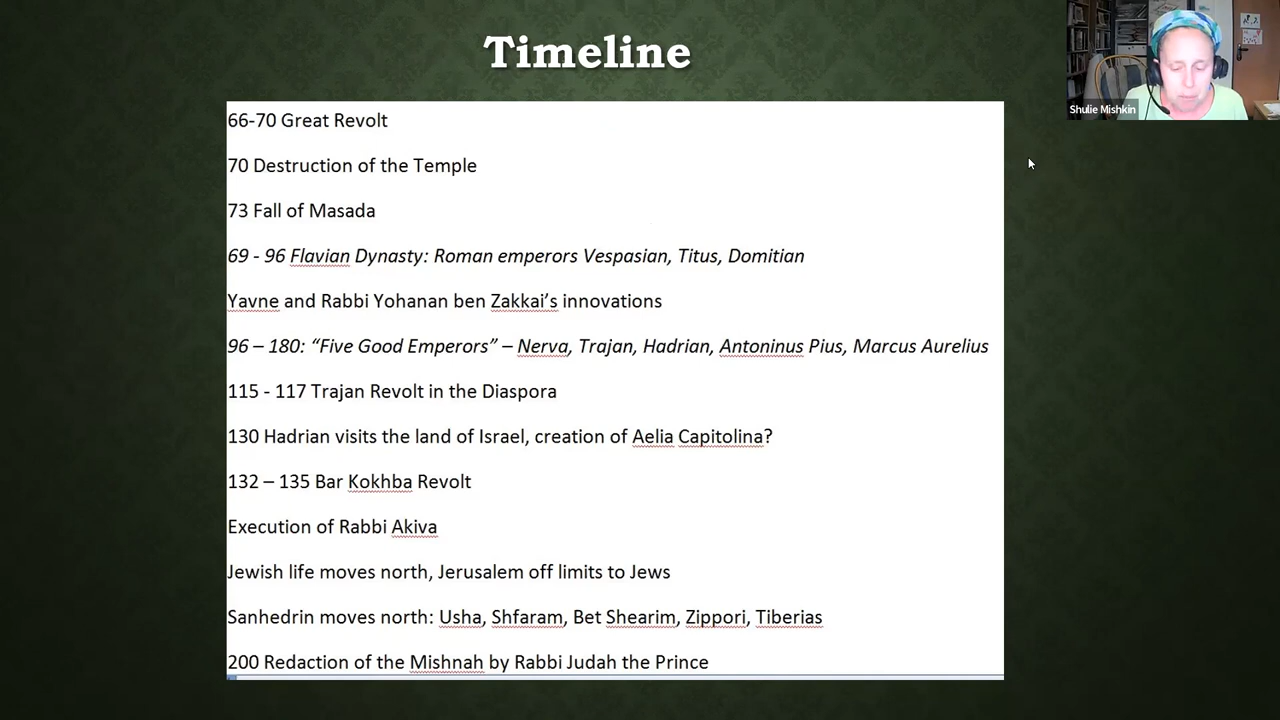 Timeline
Shulie Mishkin
66-70 Great Revolt
70 Destruction of the Temple
73 Fall of Masada
69 - 96 Flavian Dynasty: Roman emperors Vespasian, Titus, Domitian
Yavne and Rabbi Yohanan ben Zakkai’s innovations
96 – 180: “Five Good Emperors” – Nerva, Trajan, Hadrian, Antoninus Pius, Marcus Aurelius
115 - 117 Trajan Revolt in the Diaspora
130 Hadrian visits the land of Israel, creation of Aelia Capitolina?
132 – 135 Bar Kokhba Revolt
Execution of Rabbi Akiva
Jewish life moves north, Jerusalem off limits to Jews
Sanhedrin moves north: Usha, Shfaram, Bet Shearim, Zippori, Tiberias
200 Redaction of the Mishnah by Rabbi Judah the Prince